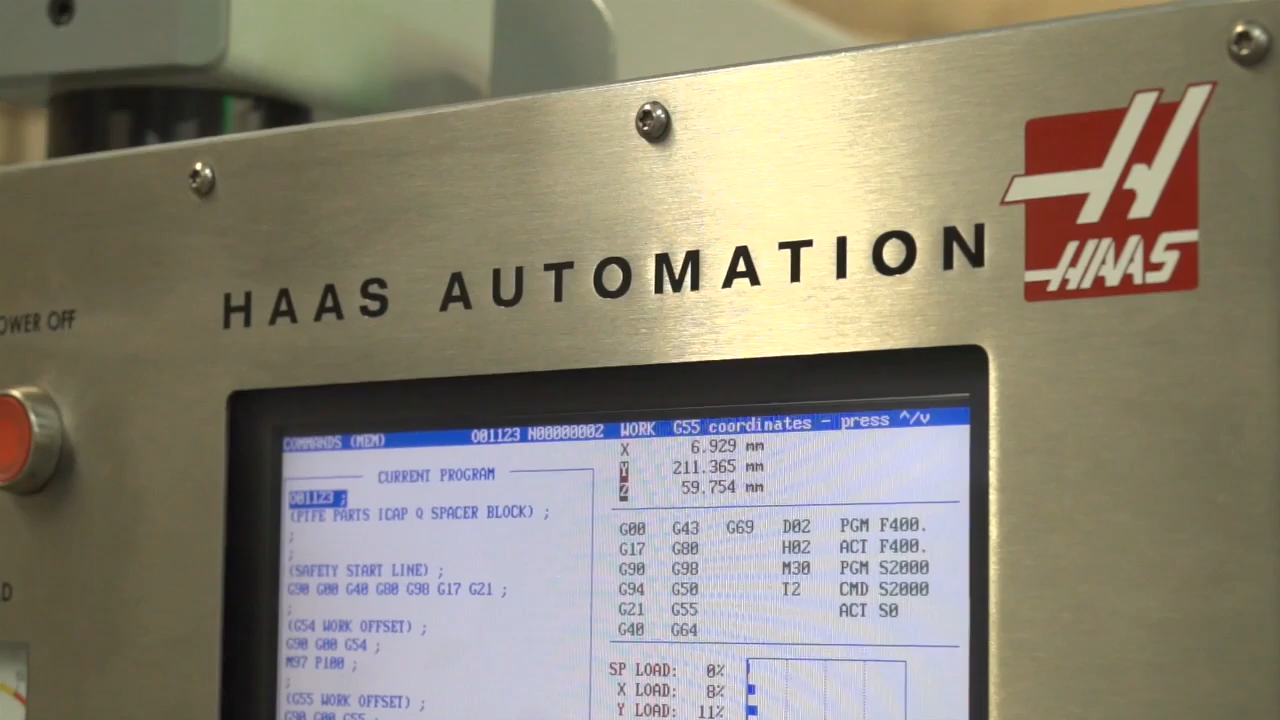 HAAS
OWER OFF
HAAS AUTOMATION
COMMANDS (MEM) O01123 N00000002
CURRENT PROGRAM
O01123 ;
(PTFE PARTS ICAP Q SPACER BLOCK) ;
;
;
(SAFETY START LINE) ;
G90 G00 G40 G80 G98 G17 G21 ;
;
(G54 WORK OFFSET) ;
G90 G00 G54 ;
M97 P100 ;
;
(G55 WORK OFFSET) ;
G90 G00 G55 ;
WORK G55 coordinates - press ^/v
X 6.929 mm
Y 211.365 mm
Z 59.754 mm
G00 G43 G69 D02 PGM F400.
G17 G80 H02 ACT F400.
G90 G98 M30 PGM S2000
G94 G50 T2 CMD S2000
G21 G55 ACT S0
G40 G64
SP LOAD: 0%
X LOAD: 8%
Y LOAD: 11%